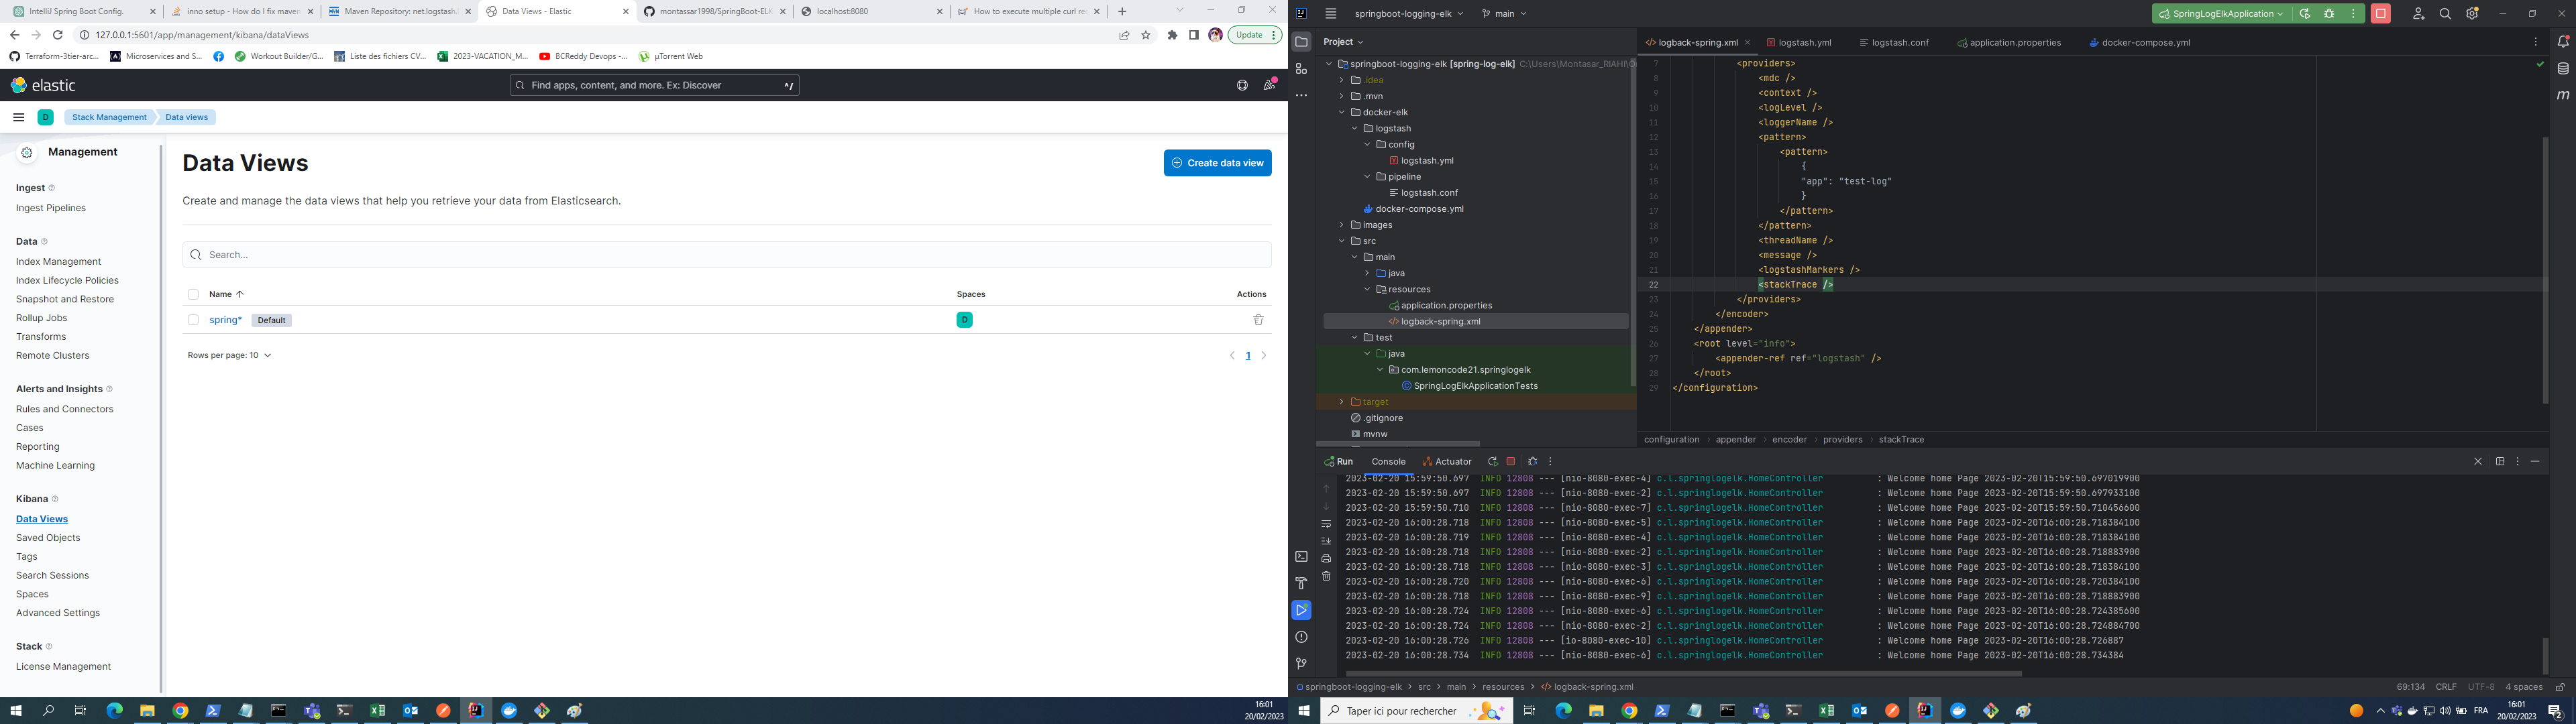 IntelliJ Spring Boot Config.
inno setup - How do I fix maven
Maven Repository: net.logstash.
Data Views - Elastic
montassar1998/SpringBoot-ELK
localhost:8080
How to execute multiple curl rec
127.0.0.1:5601/app/management/kibana/dataViews
Update
Terraform-3tier-arc...
Microservices and S...
Workout Builder/G...
Liste des fichiers CV...
2023-VACATION_M...
BCReddy Devops -...
µTorrent Web
elastic
Find apps, content, and more. Ex: Discover
^/
D
Stack Management
Data views
Management
Ingest
Ingest Pipelines
Data
Index Management
Index Lifecycle Policies
Snapshot and Restore
Rollup Jobs
Transforms
Remote Clusters
Alerts and Insights
Rules and Connectors
Cases
Reporting
Machine Learning
Kibana
Data Views
Saved Objects
Tags
Search Sessions
Spaces
Advanced Settings
Stack
License Management
Data Views
Create data view
Create and manage the data views that help you retrieve your data from Elasticsearch.
Search...
Name
Spaces
Actions
spring*
Default
D
Rows per page: 10
1
16:01
20/02/2023
springboot-logging-elk
main
SpringLogElkApplication
Project
springboot-logging-elk [spring-log-elk] C:\Users\Montasar_RIAHI\
.idea
.mvn
docker-elk
logstash
config
logstash.yml
pipeline
logstash.conf
docker-compose.yml
images
src
main
java
resources
application.properties
logback-spring.xml
test
java
com.lemoncode21.springlogelk
SpringLogElkApplicationTests
target
.gitignore
mvnw
logback-spring.xml
logstash.yml
logstash.conf
application.properties
docker-compose.yml
7 <providers>
8 <mdc />
9 <context />
10 <logLevel />
11 <loggerName />
12 <pattern>
13 <pattern>
14 {
15 "app": "test-log"
16 }
17 </pattern>
18 </pattern>
19 <threadName />
20 <message />
21 <logstashMarkers />
22 <stackTrace />
23 </providers>
24 </encoder>
25 </appender>
26 <root level="info">
27 <appender-ref ref="logstash" />
28 </root>
29 </configuration>
configuration > appender > encoder > providers > stackTrace
Run
Console
Actuator
2023-02-20 15:59:50.697 INFO 12808 --- [nio-8080-exec-4] c.l.springlogelk.HomeController : Welcome home Page 2023-02-20T15:59:50.697019900
2023-02-20 15:59:50.697 INFO 12808 --- [nio-8080-exec-2] c.l.springlogelk.HomeController : Welcome home Page 2023-02-20T15:59:50.697933100
2023-02-20 15:59:50.710 INFO 12808 --- [nio-8080-exec-7] c.l.springlogelk.HomeController : Welcome home Page 2023-02-20T15:59:50.710456600
2023-02-20 16:00:28.718 INFO 12808 --- [nio-8080-exec-5] c.l.springlogelk.HomeController : Welcome home Page 2023-02-20T16:00:28.718384100
2023-02-20 16:00:28.719 INFO 12808 --- [nio-8080-exec-4] c.l.springlogelk.HomeController : Welcome home Page 2023-02-20T16:00:28.718384100
2023-02-20 16:00:28.718 INFO 12808 --- [nio-8080-exec-2] c.l.springlogelk.HomeController : Welcome home Page 2023-02-20T16:00:28.718883900
2023-02-20 16:00:28.718 INFO 12808 --- [nio-8080-exec-3] c.l.springlogelk.HomeController : Welcome home Page 2023-02-20T16:00:28.718384100
2023-02-20 16:00:28.720 INFO 12808 --- [nio-8080-exec-6] c.l.springlogelk.HomeController : Welcome home Page 2023-02-20T16:00:28.720384100
2023-02-20 16:00:28.718 INFO 12808 --- [nio-8080-exec-9] c.l.springlogelk.HomeController : Welcome home Page 2023-02-20T16:00:28.718883900
2023-02-20 16:00:28.724 INFO 12808 --- [nio-8080-exec-6] c.l.springlogelk.HomeController : Welcome home Page 2023-02-20T16:00:28.724385600
2023-02-20 16:00:28.724 INFO 12808 --- [nio-8080-exec-2] c.l.springlogelk.HomeController : Welcome home Page 2023-02-20T16:00:28.724884700
2023-02-20 16:00:28.726 INFO 12808 --- [io-8080-exec-10] c.l.springlogelk.HomeController : Welcome home Page 2023-02-20T16:00:28.726887
2023-02-20 16:00:28.734 INFO 12808 --- [nio-8080-exec-6] c.l.springlogelk.HomeController : Welcome home Page 2023-02-20T16:00:28.734384
springboot-logging-elk > src > main > resources > logback-spring.xml
69:134 CRLF UTF-8 4 spaces
Taper ici pour rechercher
FRA
16:01
20/02/2023